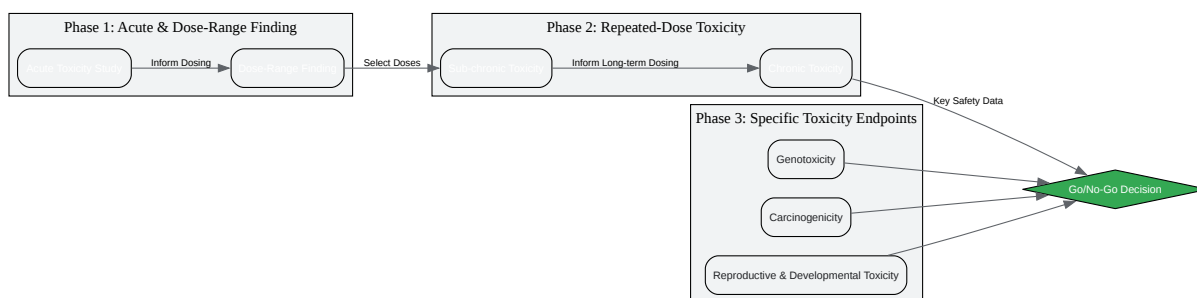 Phase 1: Acute & Dose-Range Finding
Acute Toxicity Study
Inform Dosing
Dose-Range Finding
Select Doses
Phase 2: Repeated-Dose Toxicity
Sub-chronic Toxicity
Inform Long-term Dosing
Chronic Toxicity
Key Safety Data
Phase 3: Specific Toxicity Endpoints
Genotoxicity
Carcinogenicity
Reproductive & Developmental Toxicity
Go/No-Go Decision